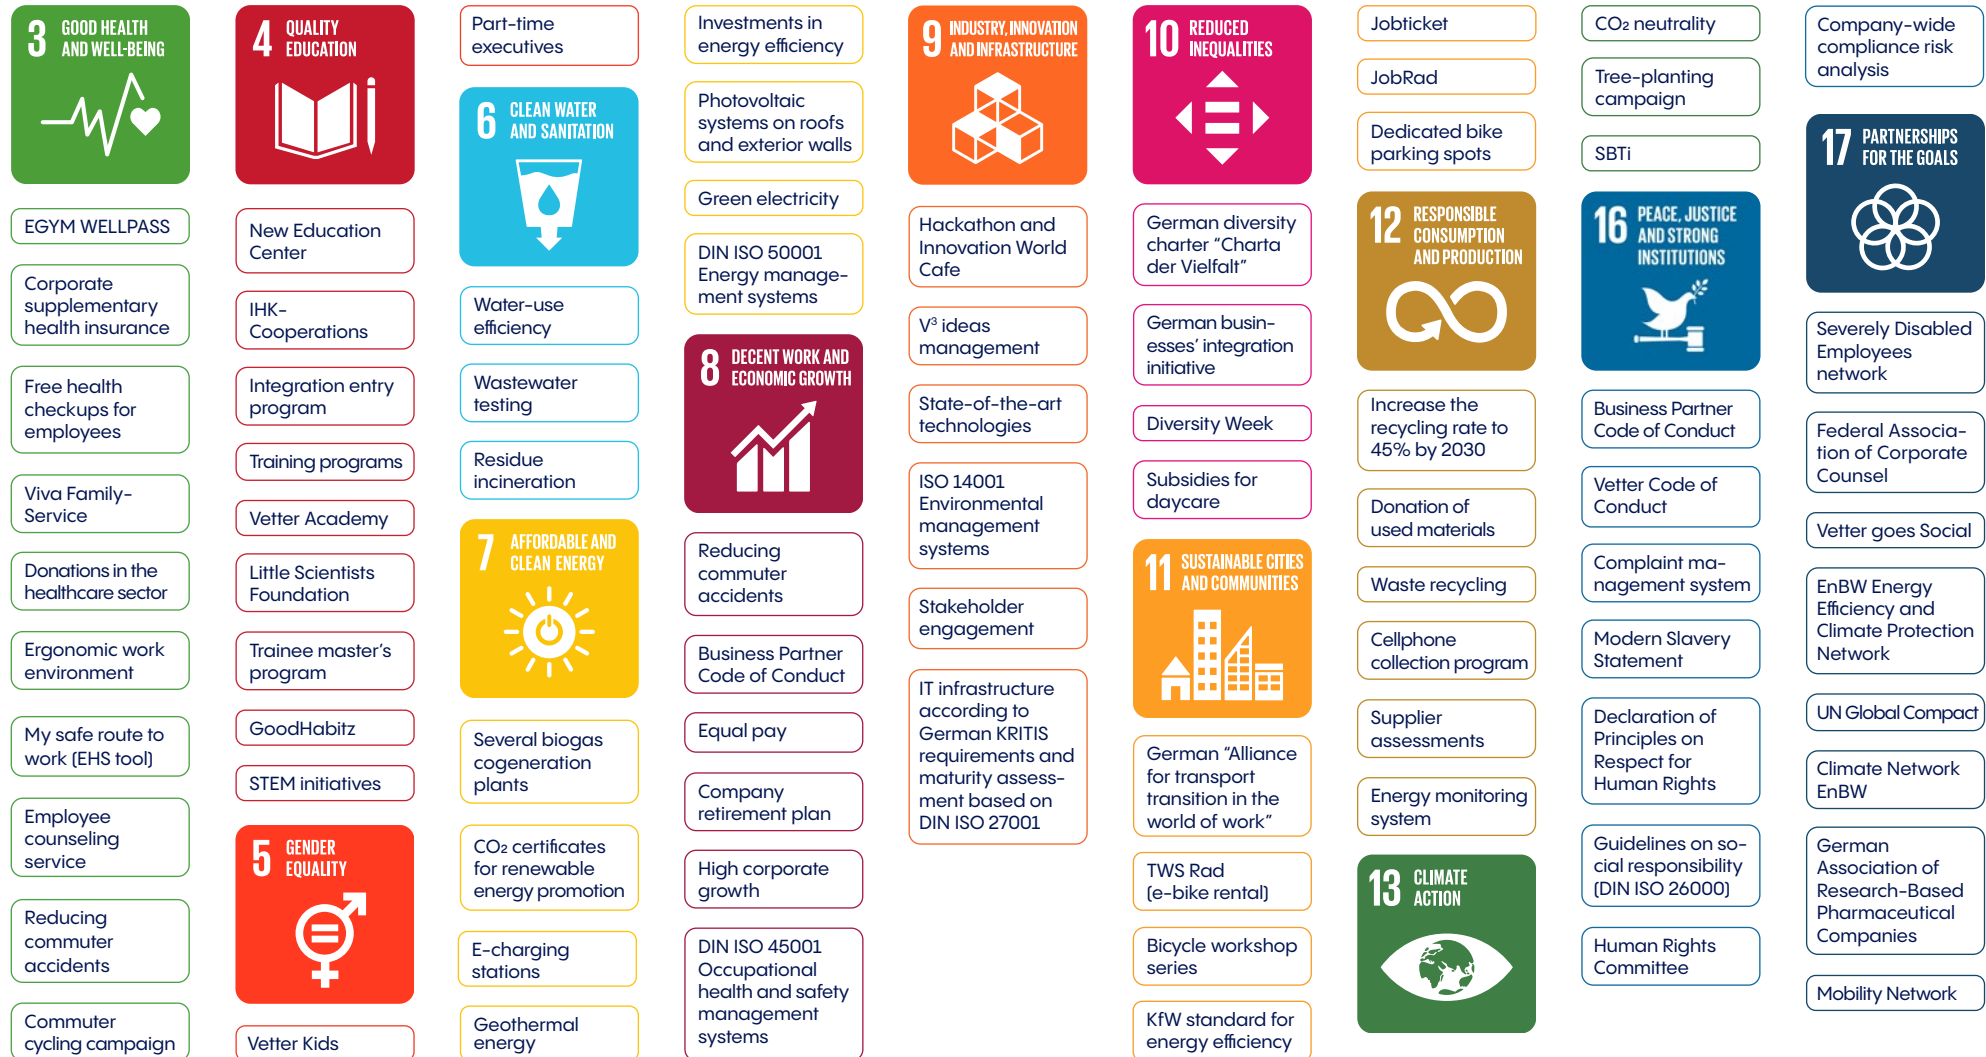 3 GOOD HEALTH
AND WELL-BEING
EGYM WELLPASS
Corporate
supplementary
health insurance
Free health
checkups for
employees
Viva Family-
Service
Donations in the
healthcare sector
Ergonomic work
environment
My safe route to
work (EHS tool)
Employee
counseling
service
Reducing
commuter
accidents
Commuter
cycling campaign
4 QUALITY
EDUCATION
New Education
Center
IHK-
Cooperations
Integration entry
program
Training programs
Vetter Academy
Little Scientists
Foundation
Trainee master's
program
GoodHabitz
STEM initiatives
5 GENDER
EQUALITY
Vetter Kids
Part-time
executives
6 CLEAN WATER
AND SANITATION
Water-use
efficiency
Wastewater
testing
Residue
incineration
7 AFFORDABLE AND
CLEAN ENERGY
Several biogas
cogeneration
plants
CO₂ certificates
for renewable
energy promotion
E-charging
stations
Geothermal
energy
Investments in
energy efficiency
Photovoltaic
systems on roofs
and exterior walls
Green electricity
DIN ISO 50001
Energy manage-
ment systems
8 DECENT WORK AND
ECONOMIC GROWTH
Reducing
commuter
accidents
Business Partner
Code of Conduct
Equal pay
Company
retirement plan
High corporate
growth
DIN ISO 45001
Occupational
health and safety
management
systems
9 INDUSTRY, INNOVATION
AND INFRASTRUCTURE
Hackathon and
Innovation World
Cafe
V³ ideas
management
State-of-the-art
technologies
ISO 14001
Environmental
management
systems
Stakeholder
engagement
IT infrastructure
according to
German KRITIS
requirements and
maturity assess-
ment based on
DIN ISO 27001
10 REDUCED
INEQUALITIES
German diversity
charter “Charta
der Vielfalt”
German busin-
esses’ integration
initiative
Diversity Week
Subsidies for
daycare
11 SUSTAINABLE CITIES
AND COMMUNITIES
German “Alliance
for transport
transition in the
world of work”
TWS Rad
(e-bike rental)
Bicycle workshop
series
KfW standard for
energy efficiency
Jobticket
JobRad
Dedicated bike
parking spots
12 RESPONSIBLE
CONSUMPTION
AND PRODUCTION
Increase the
recycling rate to
45% by 2030
Donation of
used materials
Waste recycling
Cellphone
collection program
Supplier
assessments
Energy monitoring
system
13 CLIMATE
ACTION
CO₂ neutrality
Tree-planting
campaign
SBTi
16 PEACE, JUSTICE
AND STRONG
INSTITUTIONS
Business Partner
Code of Conduct
Vetter Code of
Conduct
Complaint ma-
nagement system
Modern Slavery
Statement
Declaration of
Principles on
Respect for
Human Rights
Guidelines on so-
cial responsibility
(DIN ISO 26000)
Human Rights
Committee
Company-wide
compliance risk
analysis
17 PARTNERSHIPS
FOR THE GOALS
Severely Disabled
Employees
network
Federal Associa-
tion of Corporate
Counsel
Vetter goes Social
EnBW Energy
Efficiency and
Climate Protection
Network
UN Global Compact
Climate Network
EnBW
German
Association of
Research-Based
Pharmaceutical
Companies
Mobility Network